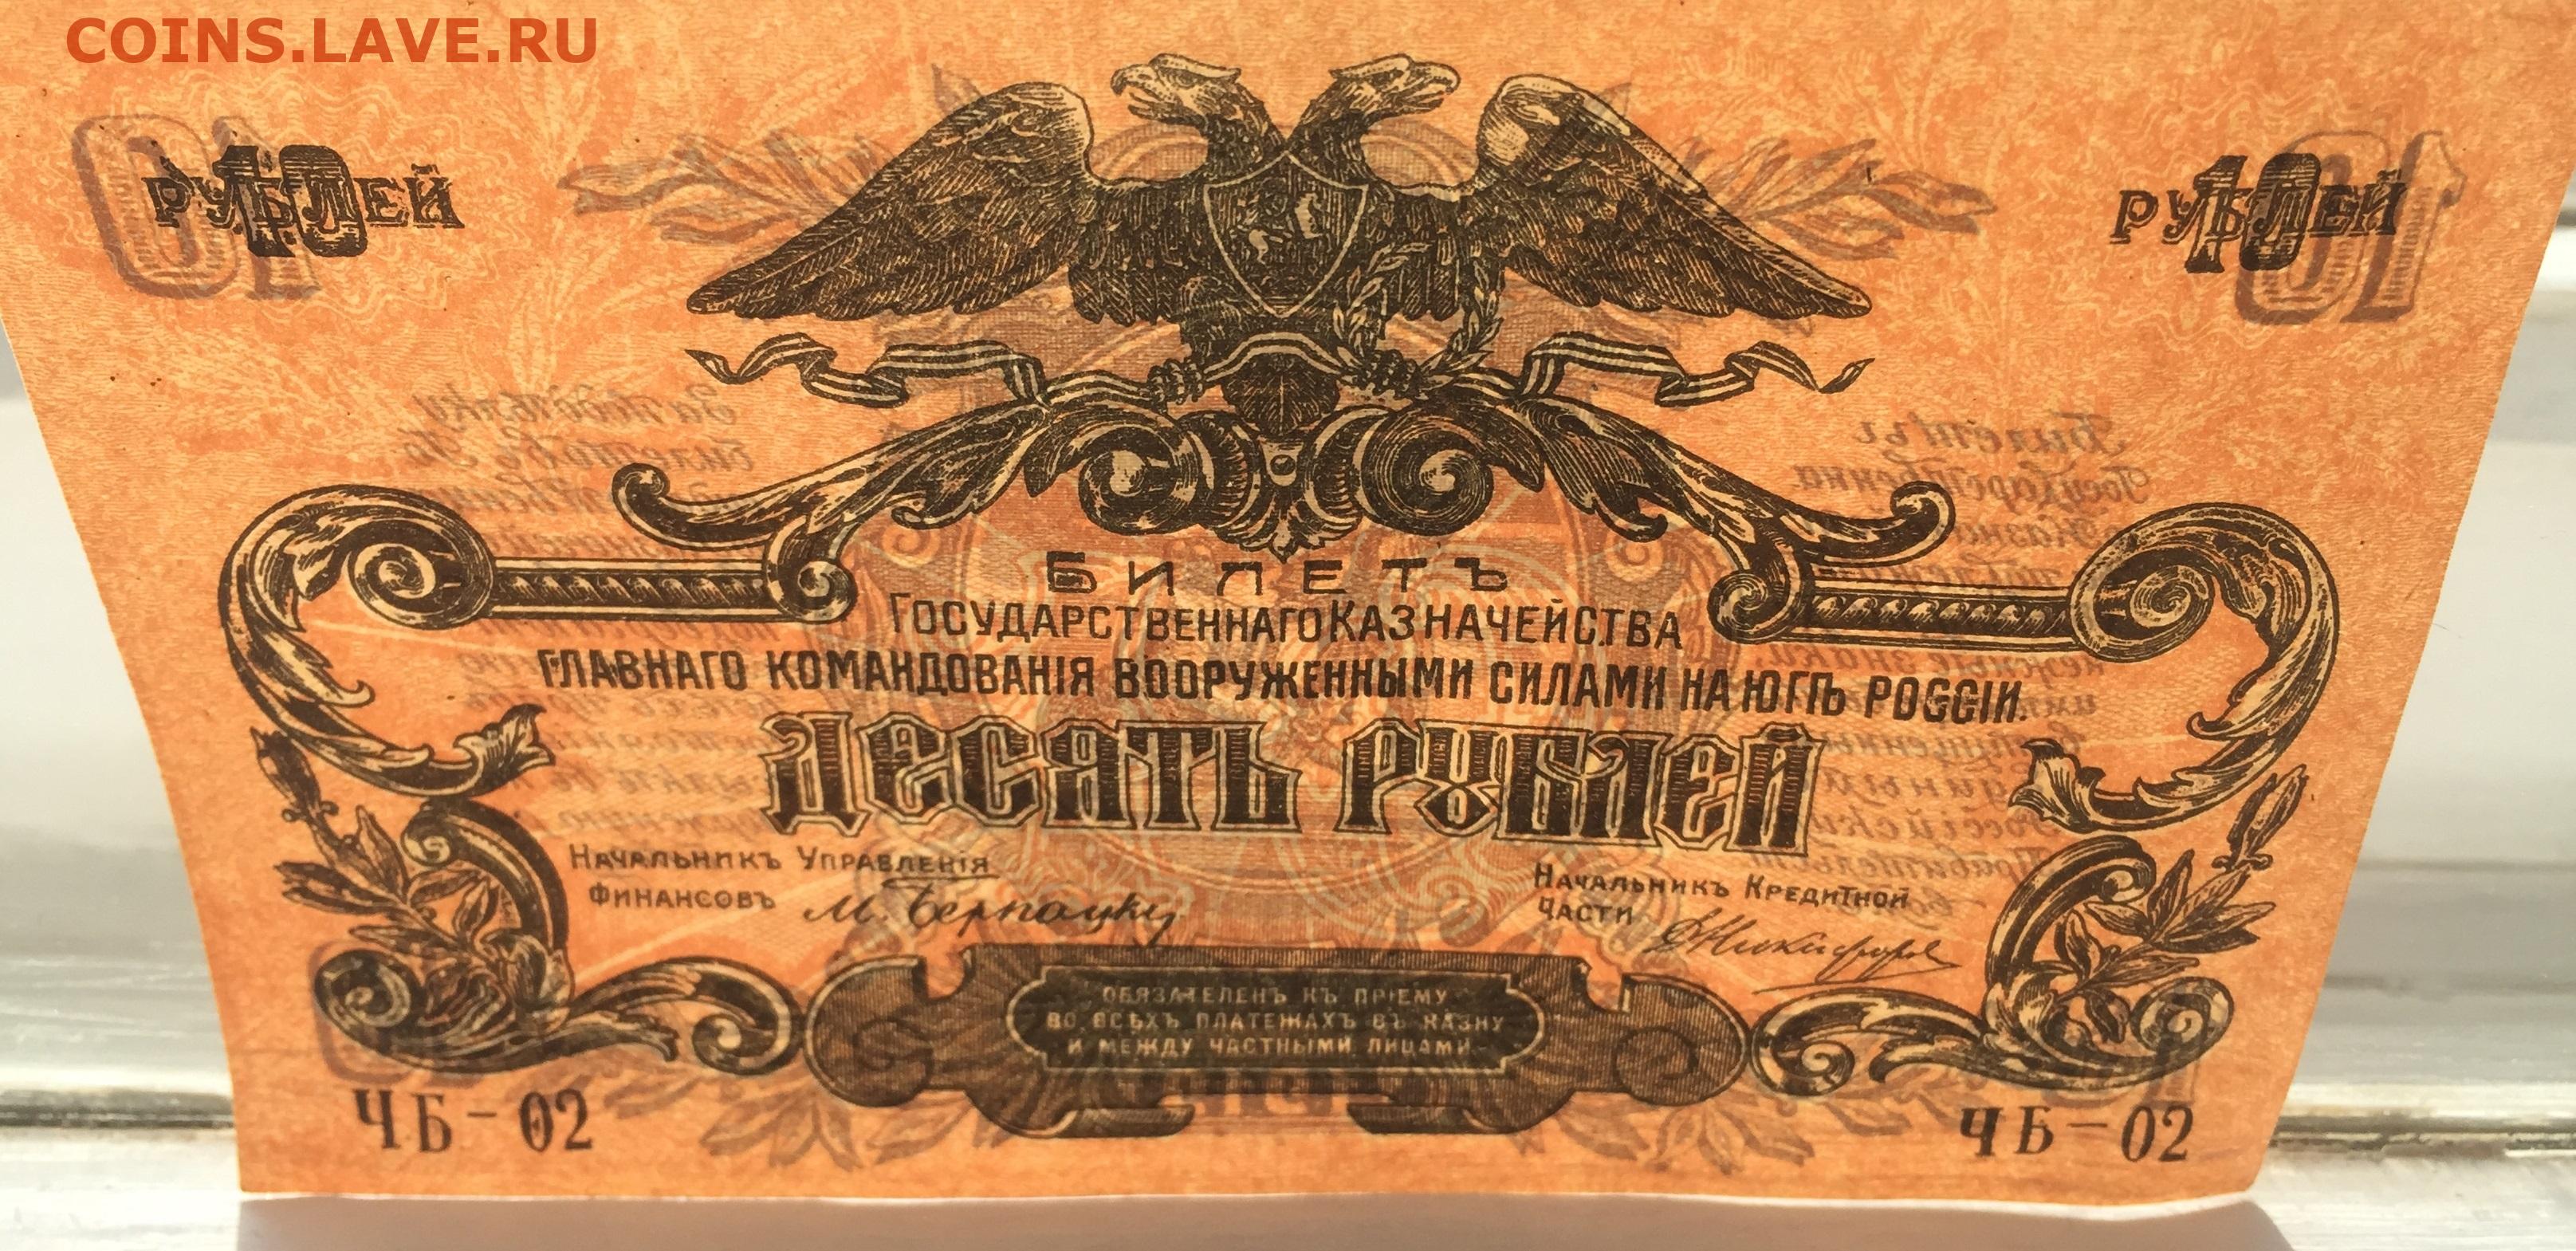 COINS.LAVE.RU
10 РУБЛЕЙ
10 РУБЛЕЙ
БИЛЕТЪ
ГОСУДАРСТВЕННАГО КАЗНАЧЕЙСТВА
ГЛАВНАГО КОМАНДОВАНІЯ ВООРУЖЕННЫМИ СИЛАМИ НА ЮГѢ РОССІИ.
ДЕСЯТЬ РУБЛЕЙ
НАЧАЛЬНИКЪ УПРАВЛЕНІЯ
ФИНАНСОВЪ М. Бернацкій
НАЧАЛЬНИКЪ КРЕДИТНОЙ
ЧАСТИ
ОБЯЗАТЕЛЕНЪ КЪ ПРІЕМУ
ВО ВСѢХЪ ПЛАТЕЖАХЪ ВЪ КАЗНУ
И МЕЖДУ ЧАСТНЫМИ ЛИЦАМИ.
ЧБ-02
ЧБ-02